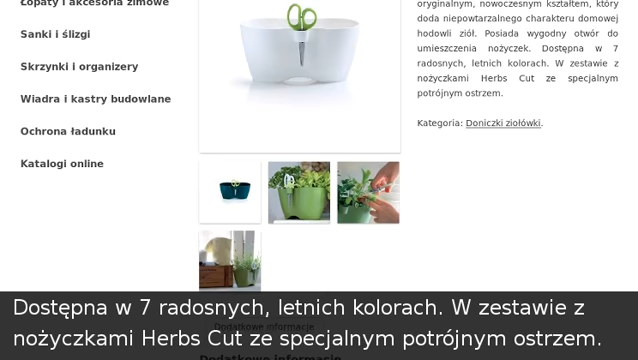 Łopaty i akcesoria zimowe
Sanki i ślizgi
Skrzynki i organizery
Wiadra i kastry budowlane
Ochrona ładunku
Katalogi online
oryginalnym, nowoczesnym kształtem, który
doda niepowtarzalnego charakteru domowej
hodowli ziół. Posiada wygodny otwór do
umieszczenia nożyczek. Dostępna w 7
radosnych, letnich kolorach. W zestawie z
nożyczkami Herbs Cut ze specjalnym
potrójnym ostrzem.
Kategoria: Doniczki ziołówki.
Dostępna w 7 radosnych, letnich kolorach. W zestawie z
Dodatkowe informacje
nożyczkami Herbs Cut ze specjalnym potrójnym ostrzem.
Dodatkowe informacje